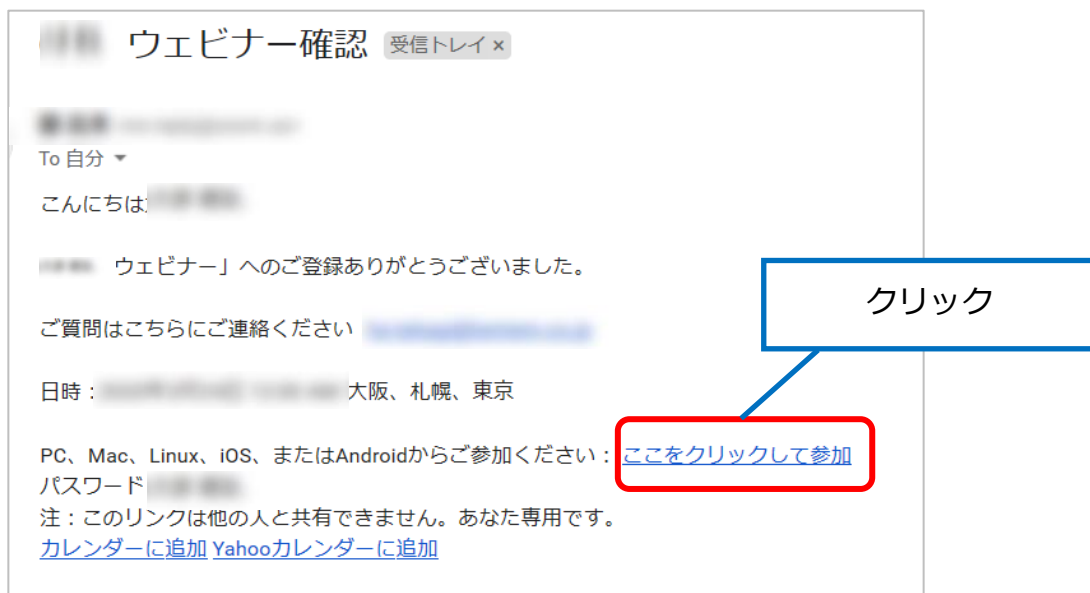 ウェビナー確認 受信トレイ ×
To 自分
こんにちは
ウェビナー」へのご登録ありがとうございました。
クリック
ご質問はこちらにご連絡ください
日時： 大阪、札幌、東京
PC、Mac、Linux、iOS、またはAndroidからご参加ください： ここをクリックして参加
パスワード
注：このリンクは他の人と共有できません。あなた専用です。
カレンダーに追加 Yahooカレンダーに追加